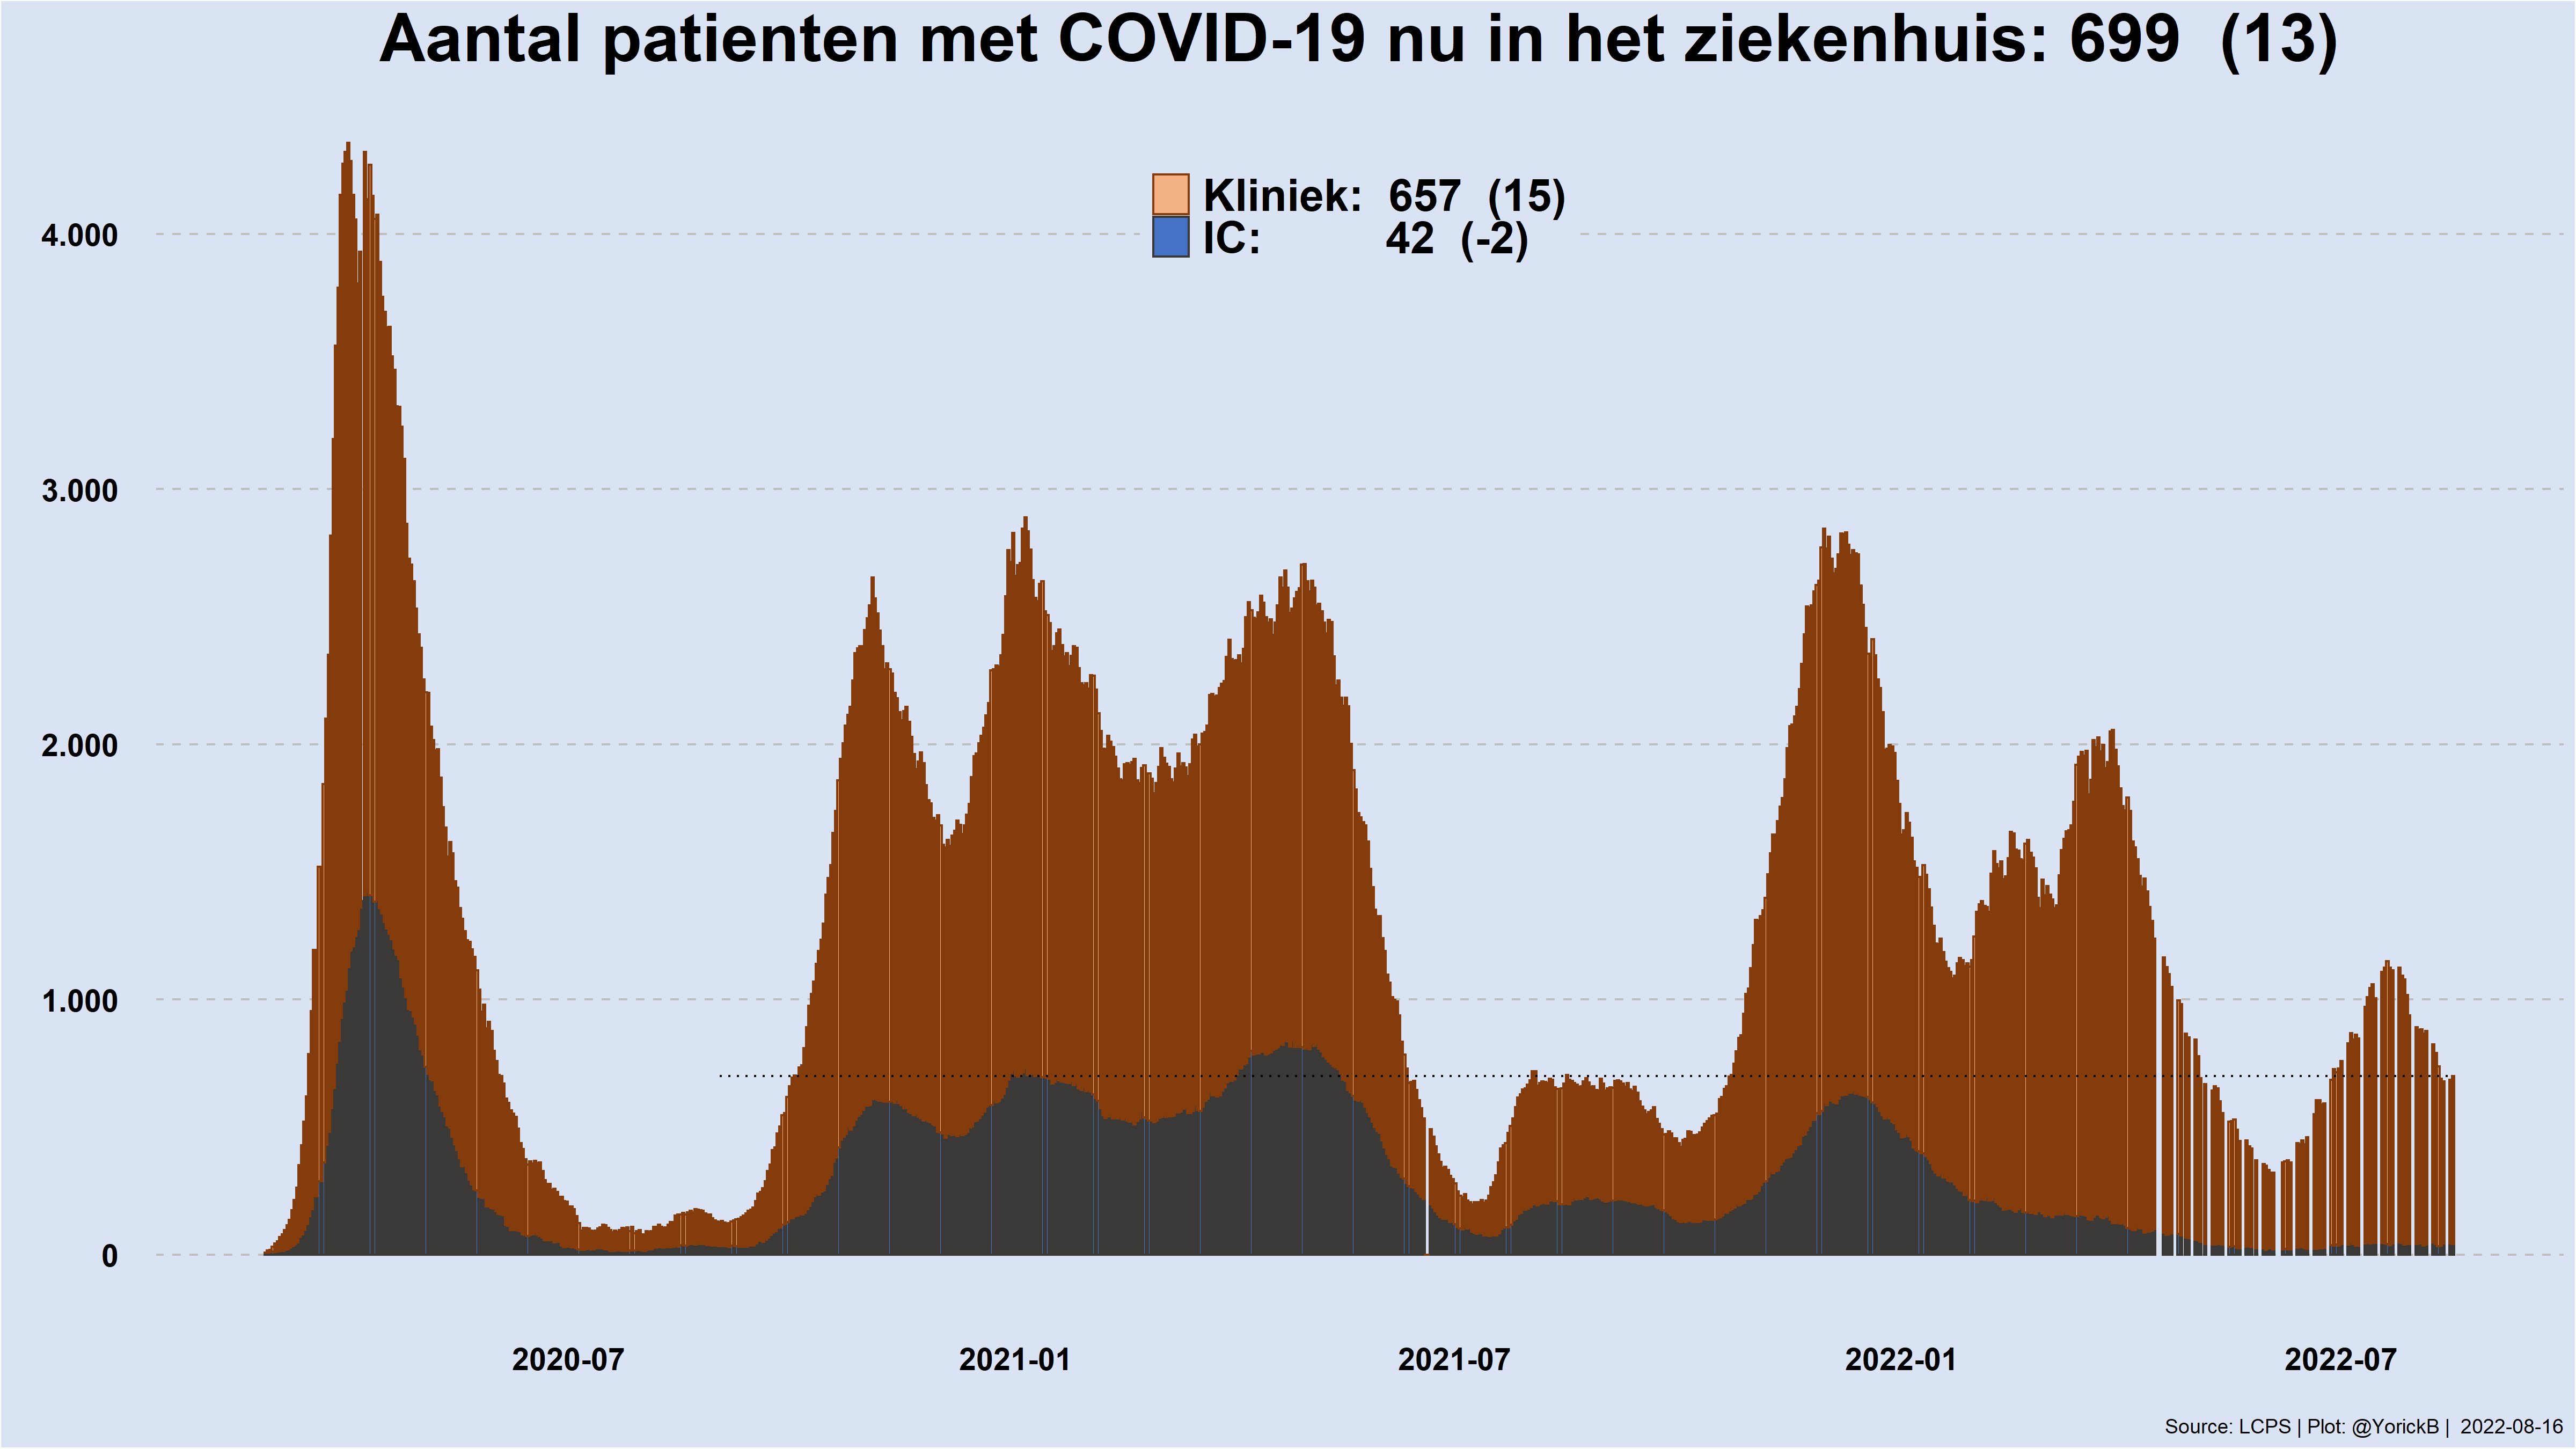 Aantal patienten met COVID-19 nu in het ziekenhuis: 699 (13)
Kliniek: 657 (15)
IC: 42 (-2)
4.000
3.000
2.000
1.000
0
2020-07 2021-01 2021-07 2022-01 2022-07
Source: LCPS | Plot: @YorickB | 2022-08-16